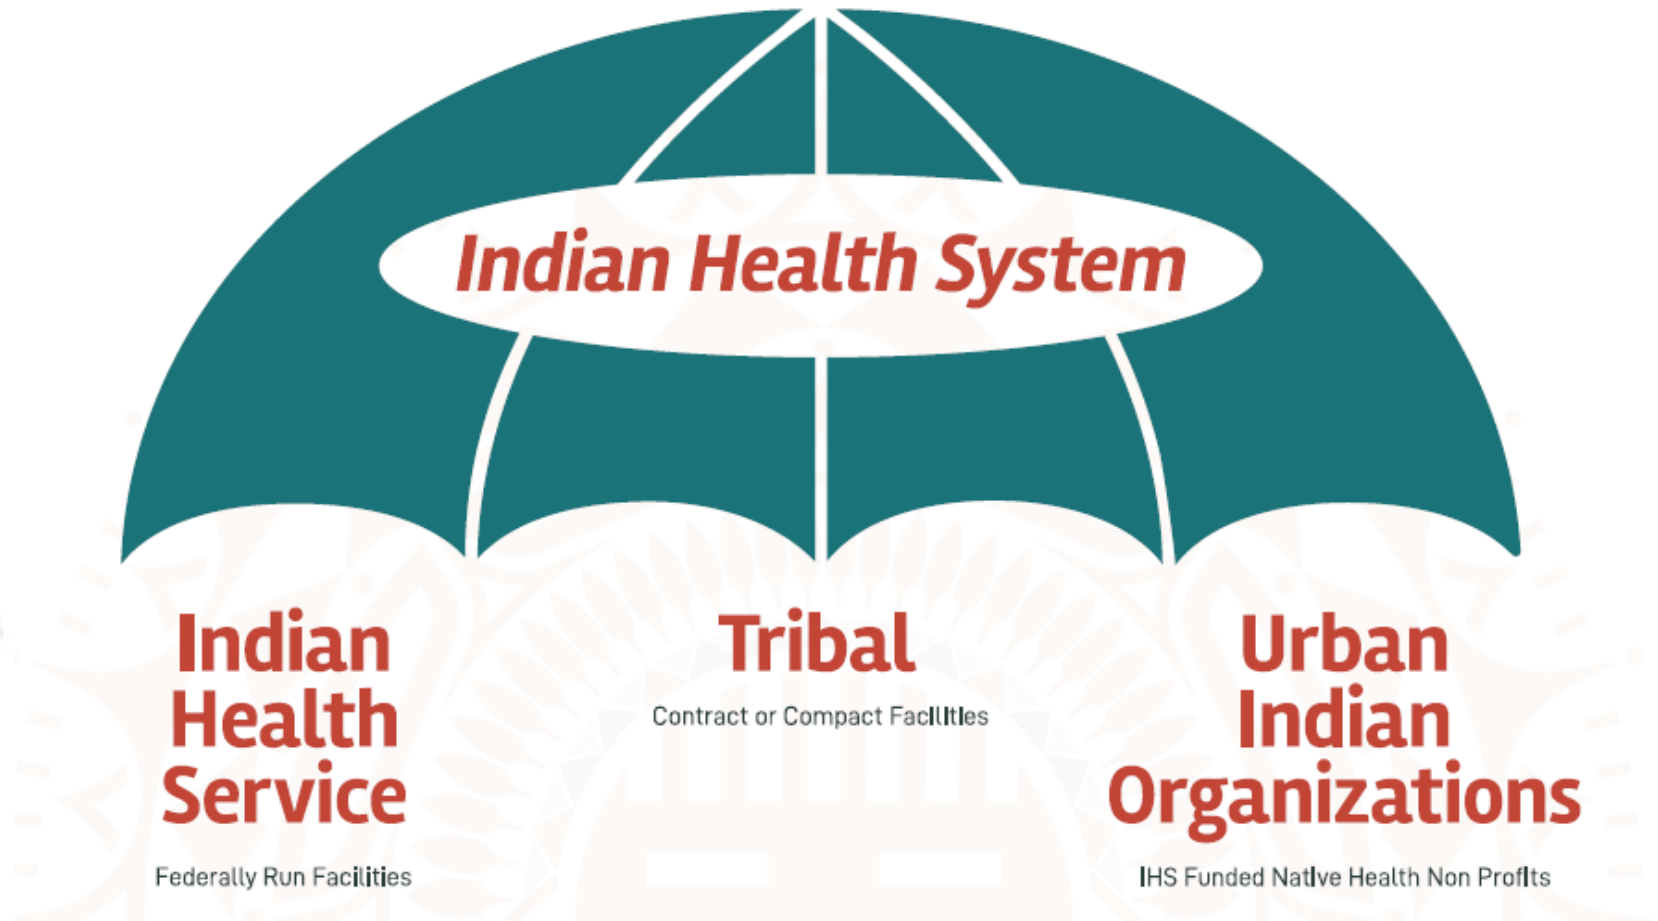 Indian Health System
Indian
Health
Service
Federally Run Facilities
Tribal
Contract or Compact Facilities
Urban
Indian
Organizations
IHS Funded Native Health Non Profits